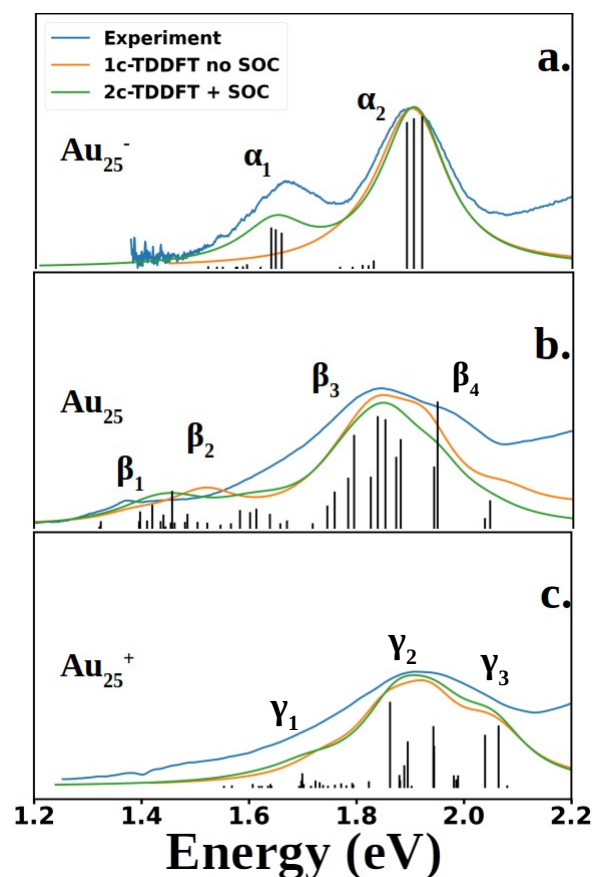 Experiment
1c-TDDFT no SOC
2c-TDDFT + SOC
a.
α₂
Au₂₅⁻
α₁
b.
β₃
β₄
Au₂₅
β₂
β₁
c.
γ₂
Au₂₅⁺
γ₃
γ₁
1.2 1.4 1.6 1.8 2.0 2.2
Energy (eV)